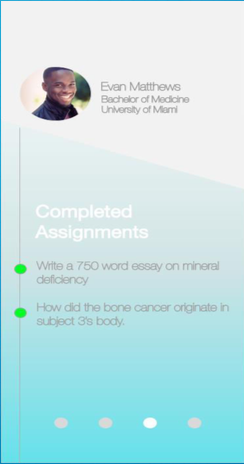 Evan Matthews
Bachelor of Medicine
University of Miami
Completed
Assignments
Write a 750 word essay on mineral
deficiency
How did the bone cancer originate in
subject 3's body.